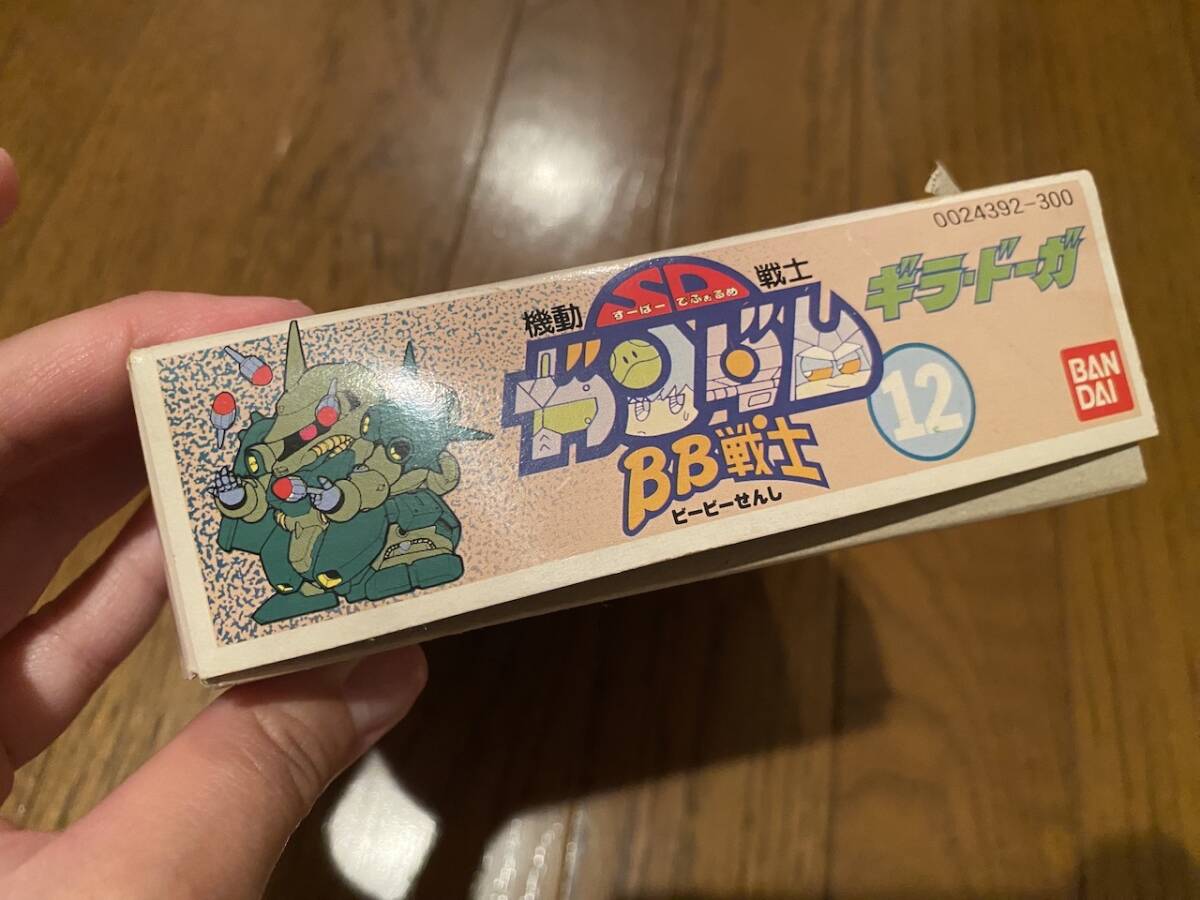 0024392-300
機動
SD
戦士
すーぱー でふぉるめ
ガンダム
BB戦士
ビービーせんし
ギラ・ドーガ
12
BAN
DAI